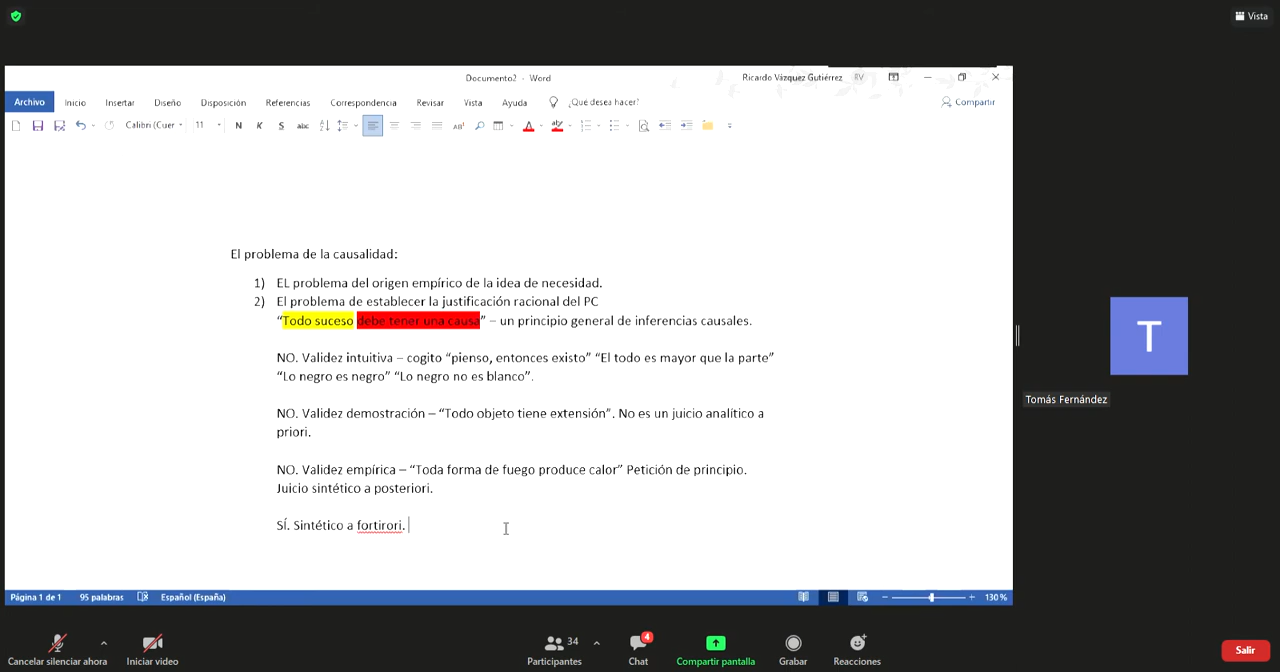 Vista
Documento2 - Word
Ricardo Vázquez Gutiérrez RV
Archivo Inicio Insertar Diseño Disposición Referencias Correspondencia Revisar Vista Ayuda ¿Qué desea hacer? Compartir
Calibri (Cuer 11 N K S abc
El problema de la causalidad:
1) EL problema del origen empírico de la idea de necesidad.
2) El problema de establecer la justificación racional del PC
“Todo suceso debe tener una causa” – un principio general de inferencias causales.
NO. Validez intuitiva – cogito “pienso, entonces existo” “El todo es mayor que la parte”
“Lo negro es negro” “Lo negro no es blanco”.
NO. Validez demostración – “Todo objeto tiene extensión”. No es un juicio analítico a
priori.
NO. Validez empírica – “Toda forma de fuego produce calor” Petición de principio.
Juicio sintético a posteriori.
SÍ. Sintético a fortirori.
T
Tomás Fernández
Página 1 de 1 95 palabras Español (España) 130 %
34 4
Cancelar silenciar ahora Iniciar video Participantes Chat Compartir pantalla Grabar Reacciones Salir